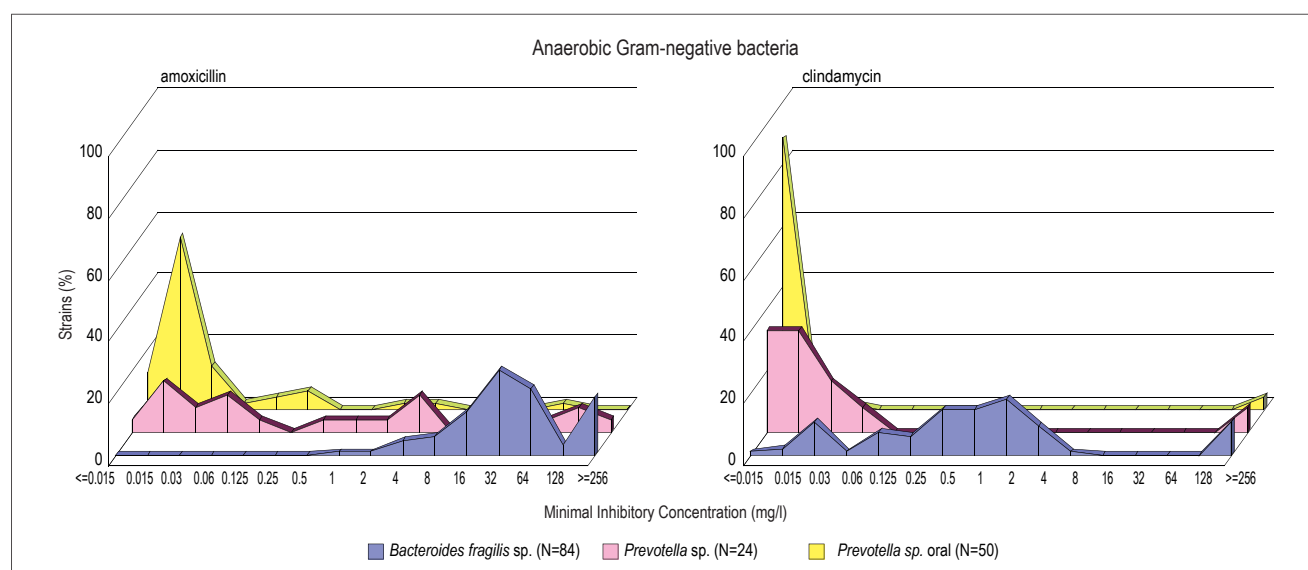 Anaerobic Gram-negative bacteria
amoxicillin
clindamycin
Strains (%)
100
80
60
40
20
0
<=0.015 0.015 0.03 0.06 0.125 0.25 0.5 1 2 4 8 16 32 64 128 >=256
100
80
60
40
20
0
<=0.015 0.015 0.03 0.06 0.125 0.25 0.5 1 2 4 8 16 32 64 128 >=256
Minimal Inhibitory Concentration (mg/l)
Bacteroides fragilis sp. (N=84) Prevotella sp. (N=24) Prevotella sp. oral (N=50)